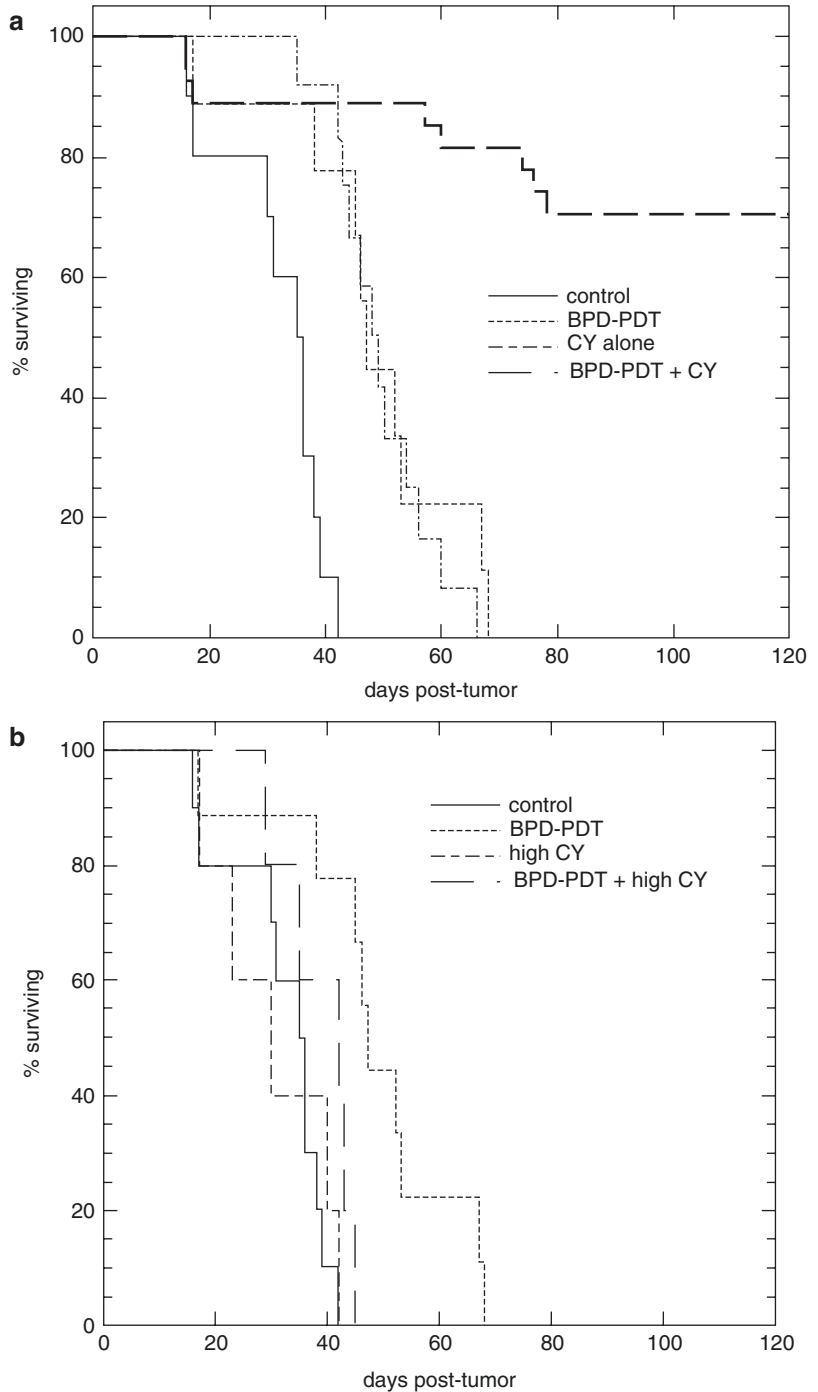 a
100
80
60
40
20
0
% surviving
control
BPD-PDT
CY alone
BPD-PDT + CY
0 20 40 60 80 100 120
days post-tumor
b
100
80
60
40
20
0
% surviving
control
BPD-PDT
high CY
BPD-PDT + high CY
0 20 40 60 80 100 120
days post-tumor